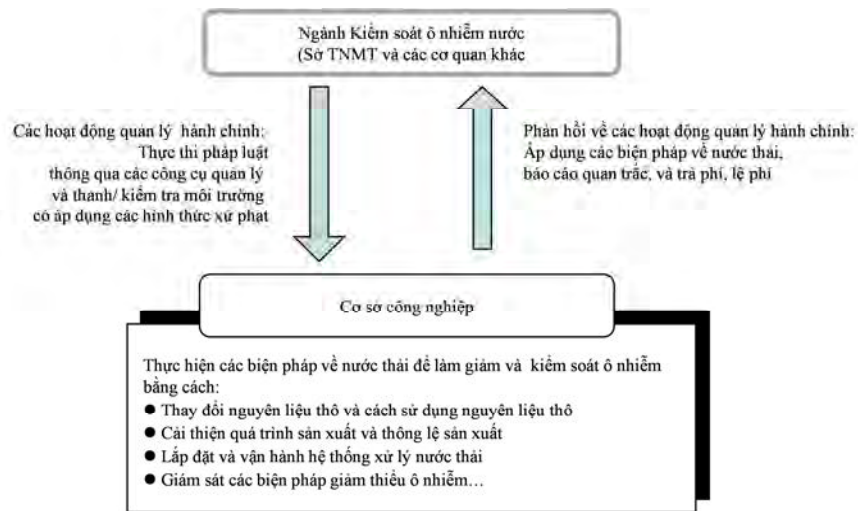 Ngành Kiểm soát ô nhiễm nước
(Sở TNMT và các cơ quan khác
Các hoạt động quản lý hành chính:
Thực thi pháp luật
thông qua các công cụ quản lý
và thanh/ kiểm tra môi trường
có áp dụng các hình thức xử phạt
Phản hồi về các hoạt động quản lý hành chính:
Áp dụng các biện pháp về nước thải,
báo cáo quan trắc, và trả phí, lệ phí
Cơ sở công nghiệp
Thực hiện các biện pháp về nước thải để làm giảm và kiểm soát ô nhiễm
bằng cách:
● Thay đổi nguyên liệu thô và cách sử dụng nguyên liệu thô
● Cải thiện quá trình sản xuất và thông lệ sản xuất
● Lắp đặt và vận hành hệ thống xử lý nước thải
● Giám sát các biện pháp giảm thiểu ô nhiễm…